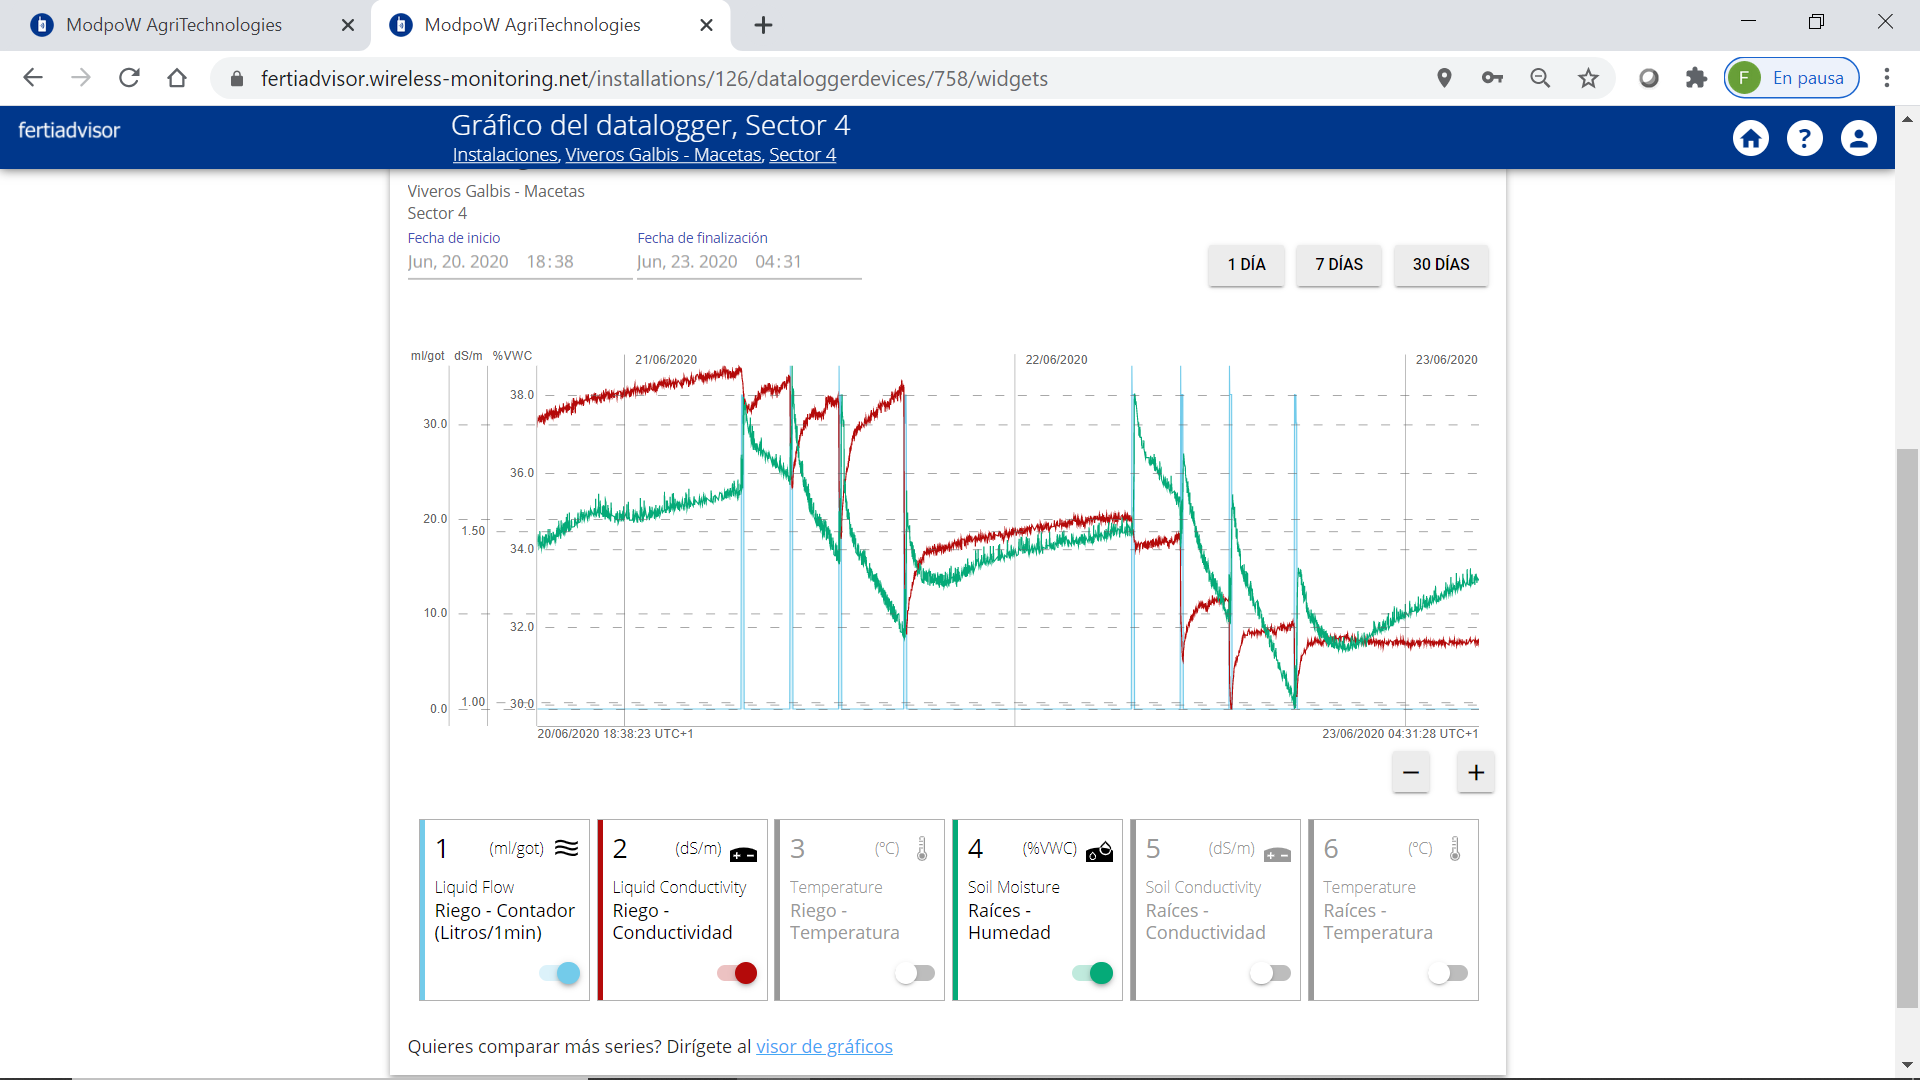 ModpoW AgriTechnologies
ModpoW AgriTechnologies
fertiadvisor.wireless-monitoring.net/installations/126/dataloggerdevices/758/widgets
F En pausa
fertiadvisor
Gráfico del datalogger, Sector 4
Instalaciones, Viveros Galbis - Macetas, Sector 4
?
Viveros Galbis - Macetas
Sector 4
Fecha de inicio
Fecha de finalización
Jun, 20. 2020 18:38
Jun, 23. 2020 04:31
1 DÍA
7 DÍAS
30 DÍAS
ml/got dS/m %VWC
21/06/2020
22/06/2020
23/06/2020
38.0
30.0
36.0
20.0
1.50
34.0
10.0
32.0
1.00
30.0
0.0
20/06/2020 18:38:23 UTC+1
23/06/2020 04:31:28 UTC+1
− +
1 (ml/got)
Liquid Flow
Riego - Contador
(Litros/1min)
2 (dS/m)
Liquid Conductivity
Riego -
Conductividad
3 (ºC)
Temperature
Riego -
Temperatura
4 (%VWC)
Soil Moisture
Raíces -
Humedad
5 (dS/m)
Soil Conductivity
Raíces -
Conductividad
6 (ºC)
Temperature
Raíces -
Temperatura
Quieres comparar más series? Dirígete al visor de gráficos